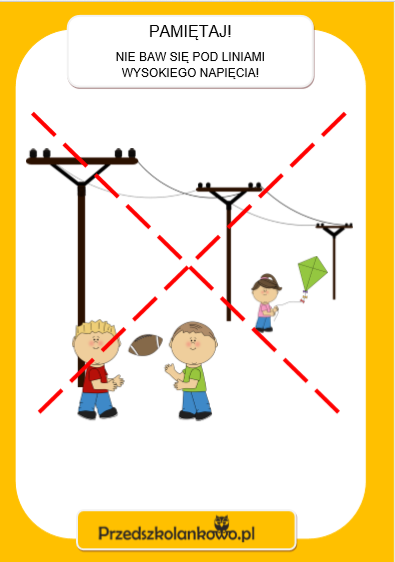 PAMIĘTAJ!
NIE BAW SIĘ POD LINIAMI
WYSOKIEGO NAPIĘCIA!
Przedszkolankowo.pl